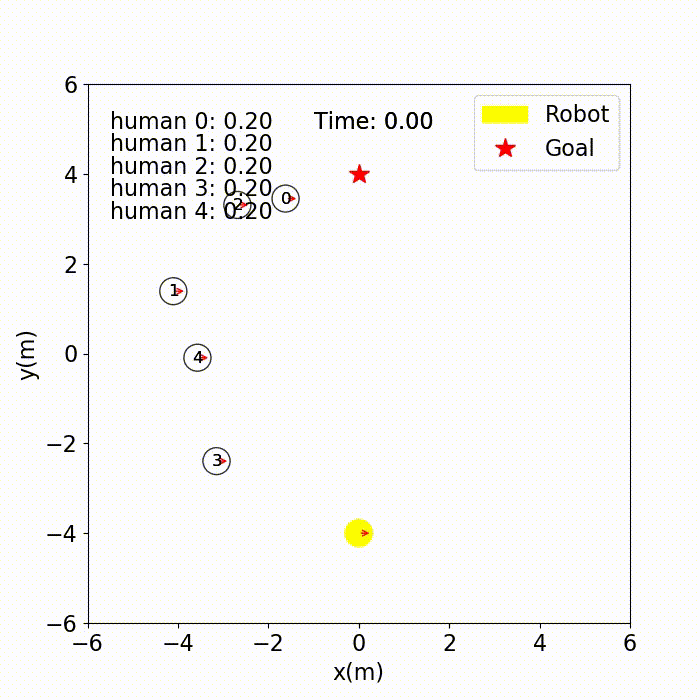 human 0: 0.20
human 1: 0.20
human 2: 0.20
human 3: 0.20
human 4: 0.20
Time: 0.00
Robot
Goal
6
4
2
0
−2
−4
−6
y(m)
2
0
1
4
3
−6
−4
−2
0
2
4
6
x(m)